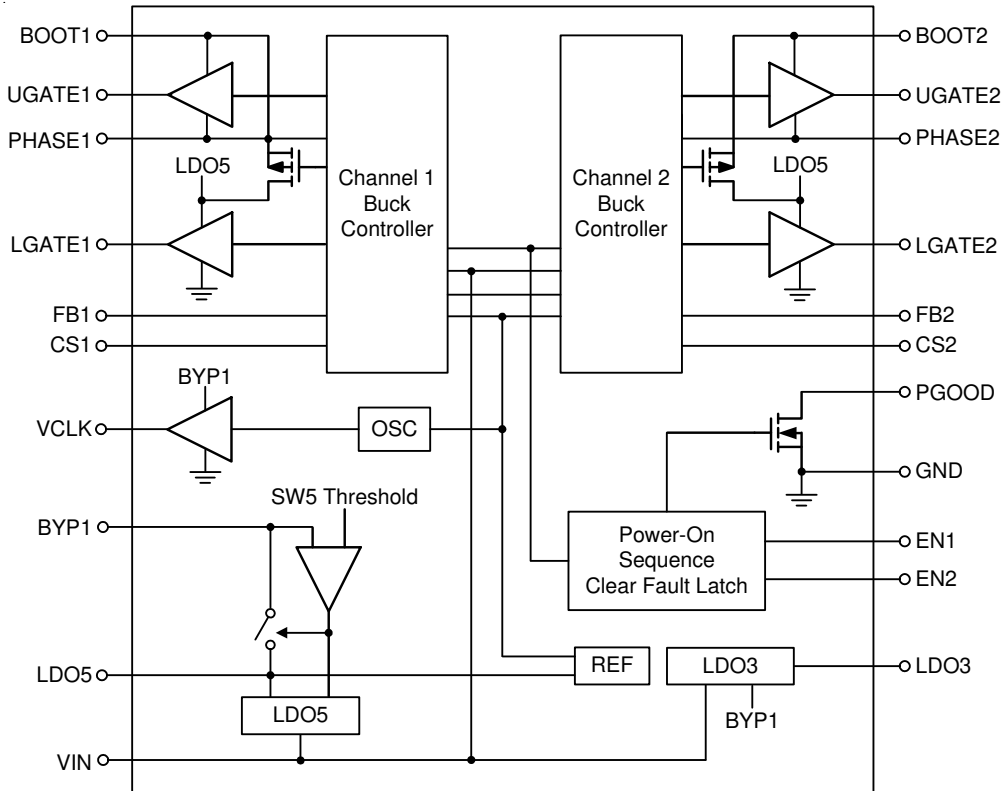 BOOT1
UGATE1
PHASE1
LDO5
LGATE1
FB1
CS1
BYP1
VCLK
OSC
SW5 Threshold
BYP1
LDO5
LDO5
VIN
Channel 1
Buck
Controller
Channel 2
Buck
Controller
BOOT2
UGATE2
PHASE2
LDO5
LGATE2
FB2
CS2
PGOOD
GND
Power-On
Sequence
Clear Fault Latch
EN1
EN2
REF
LDO3
LDO3
BYP1